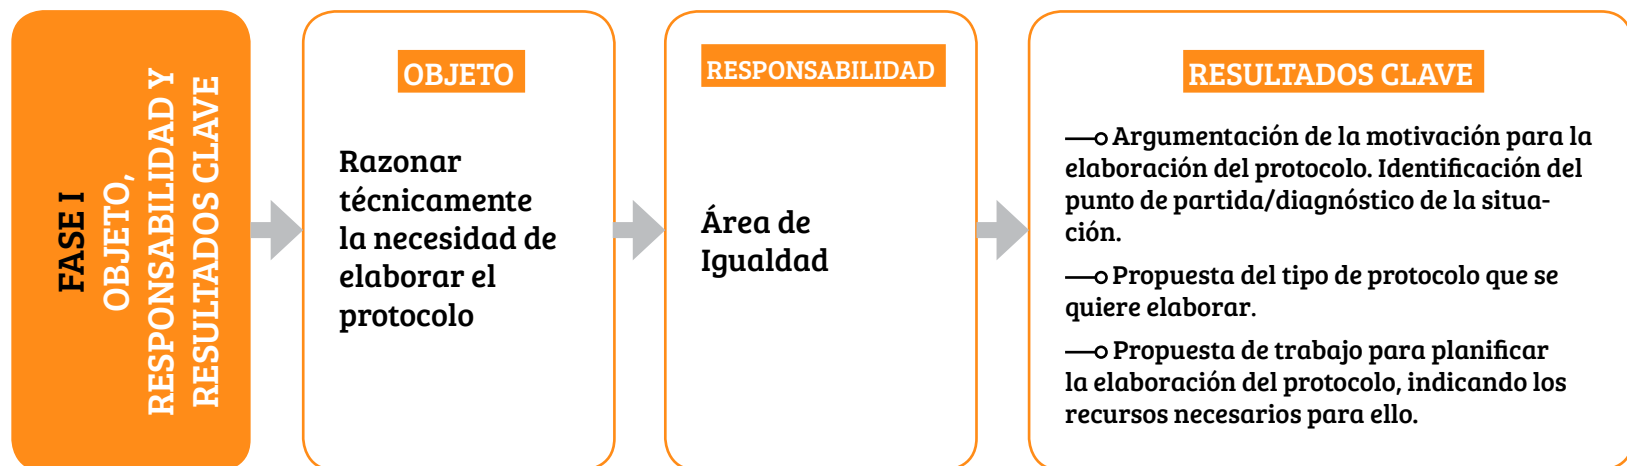 FASE I
OBJETO,
RESPONSABILIDAD Y
RESULTADOS CLAVE
OBJETO
Razonar
técnicamente
la necesidad de
elaborar el
protocolo
RESPONSABILIDAD
Área de
Igualdad
RESULTADOS CLAVE
Argumentación de la motivación para la
elaboración del protocolo. Identificación del
punto de partida/diagnóstico de la situa-
ción.
Propuesta del tipo de protocolo que se
quiere elaborar.
Propuesta de trabajo para planificar
la elaboración del protocolo, indicando los
recursos necesarios para ello.